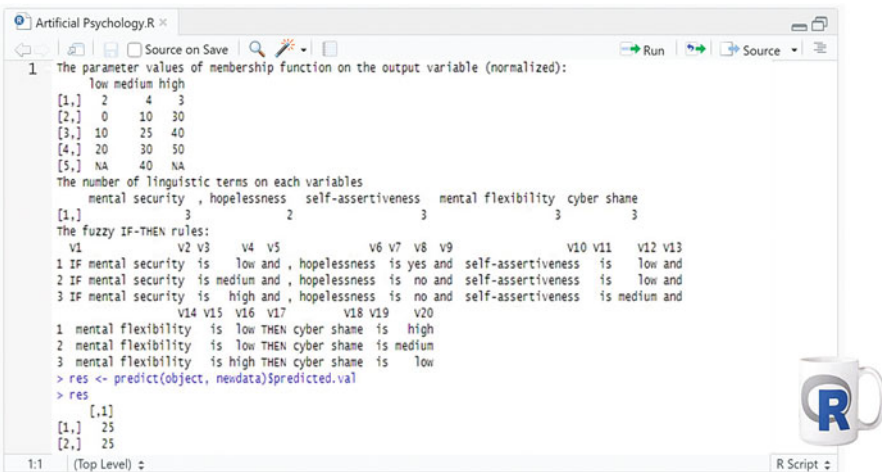 Artificial Psychology.R ×
Source on Save Run Source
1 The parameter values of membership function on the output variable (normalized):
low medium high
[1,] 2 4 3
[2,] 0 10 30
[3,] 10 25 40
[4,] 20 30 50
[5,] NA 40 NA
The number of linguistic terms on each variables
mental security , hopelessness self-assertiveness mental flexibility cyber shame
[1,] 3 2 3 3 3
The fuzzy IF-THEN rules:
V1 V2 V3 V4 V5 V6 V7 V8 V9 V10 V11 V12 V13
1 IF mental security is low and , hopelessness is yes and self-assertiveness is low and
2 IF mental security is medium and , hopelessness is no and self-assertiveness is low and
3 IF mental security is high and , hopelessness is no and self-assertiveness is medium and
V14 V15 V16 V17 V18 V19 V20
1 mental flexibility is low THEN cyber shame is high
2 mental flexibility is low THEN cyber shame is medium
3 mental flexibility is high THEN cyber shame is low
> res <- predict(object, newdata)$predicted.val
> res
[,1]
[1,] 25
[2,] 25
1:1 (Top Level) R Script
R